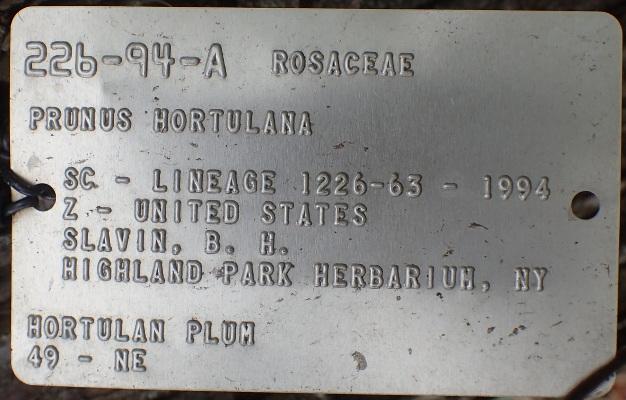 226-94-A ROSACEAE
PRUNUS HORTULANA
SC - LINEAGE 1226-63 - 1994
Z - UNITED STATES
SLAVIN, B. H.
HIGHLAND PARK HERBARIUM, NY
HORTULAN PLUM
49 - NE